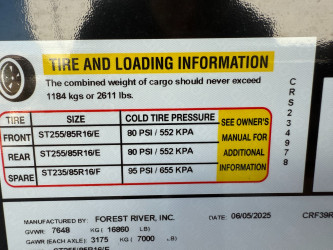 TIRE AND LOADING INFORMATION
The combined weight of cargo should never exceed
1184 kgs or 2611 lbs.
CRS234978
TIRE SIZE COLD TIRE PRESSURE
SEE OWNER'S
MANUAL FOR
ADDITIONAL
INFORMATION
FRONT ST255/85R16/E 80 PSI / 552 KPA
REAR ST255/85R16/E 80 PSI / 552 KPA
SPARE ST235/85R16/F 95 PSI / 655 KPA
MANUFACTURED BY: FOREST RIVER, INC. DATE: 06/05/2025 CRF39R
GVWR: 7648 KG ( 16860 LB)
GAWR (EACH AXLE): 3175 KG ( 7000 LB)
ST255/85R16/E